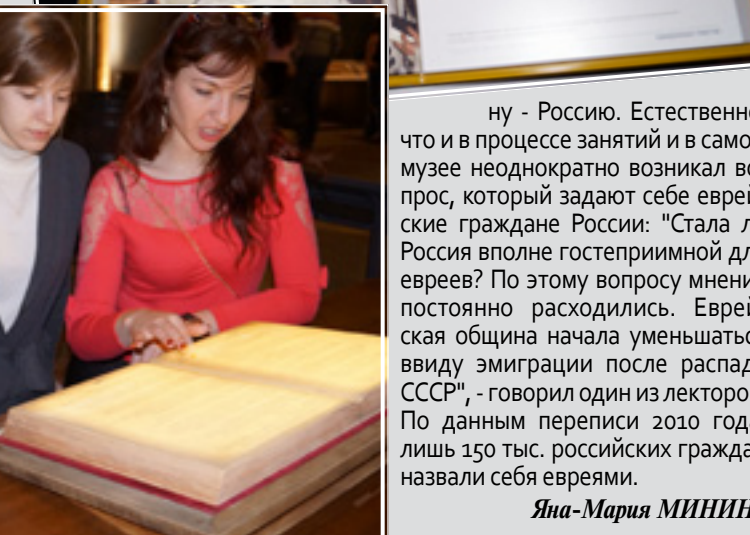 ну - Россию. Естественно
что и в процессе занятий и в само
музее неоднократно возникал во
прос, который задают себе еврей
ские граждане России: "Стала л
Россия вполне гостеприимной дл
евреев? По этому вопросу мнени
постоянно расходились. Еврей
ская община начала уменьшатьс
ввиду эмиграции после распад
СССР", - говорил один из лекторо
По данным переписи 2010 года
лишь 150 тыс. российских гражда
назвали себя евреями.
Яна-Мария МИНИН